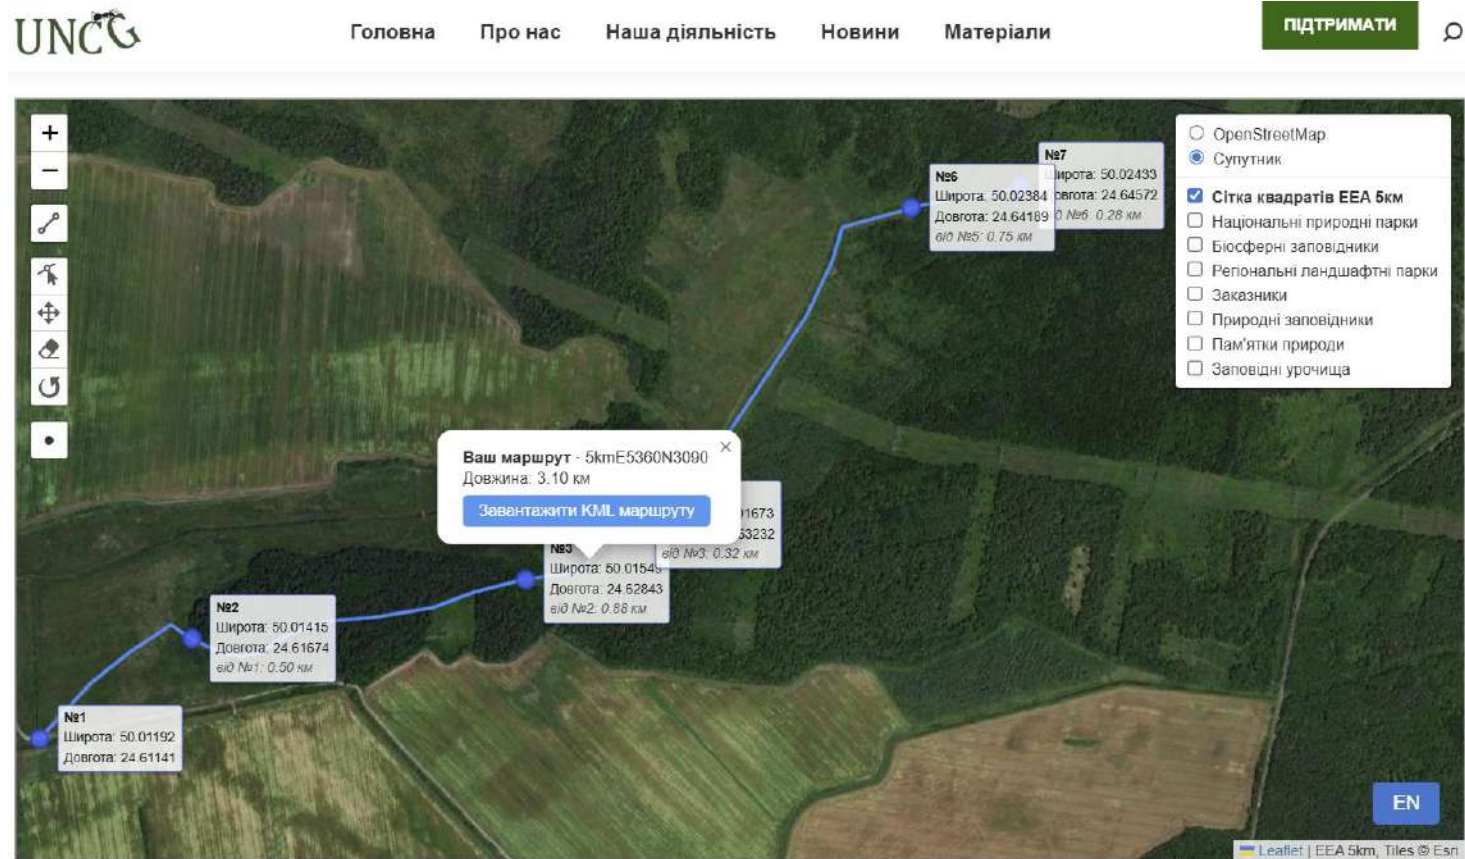 UNCG
Головна
Про нас
Наша діяльність
Новини
Матеріали
ПІДТРИМАТИ
+
−
OpenStreetMap
Супутник
Сітка квадратів EEA 5км
Національні природні парки
Біосферні заповідники
Регіональні ландшафтні парки
Заказники
Природні заповідники
Пам'ятки природи
Заповідні урочища
№7
Широта: 50.02433
Довгота: 24.64572
№6: 0.28 км
№6
Широта: 50.02384
Довгота: 24.64189
від №5: 0.75 км
Ваш маршрут - 5kmE5360N3090
Довжина: 3.10 км
Завантажити KML маршруту
×
1673
53232
від №3: 0.32 км
№3
Широта: 50.01549
Довгота: 24.62843
від №2: 0.88 км
№2
Широта: 50.01415
Довгота: 24.61674
від №1: 0.50 км
№1
Широта: 50.01192
Довгота: 24.61141
EN
Leaflet | EEA 5km, Tiles © Esri